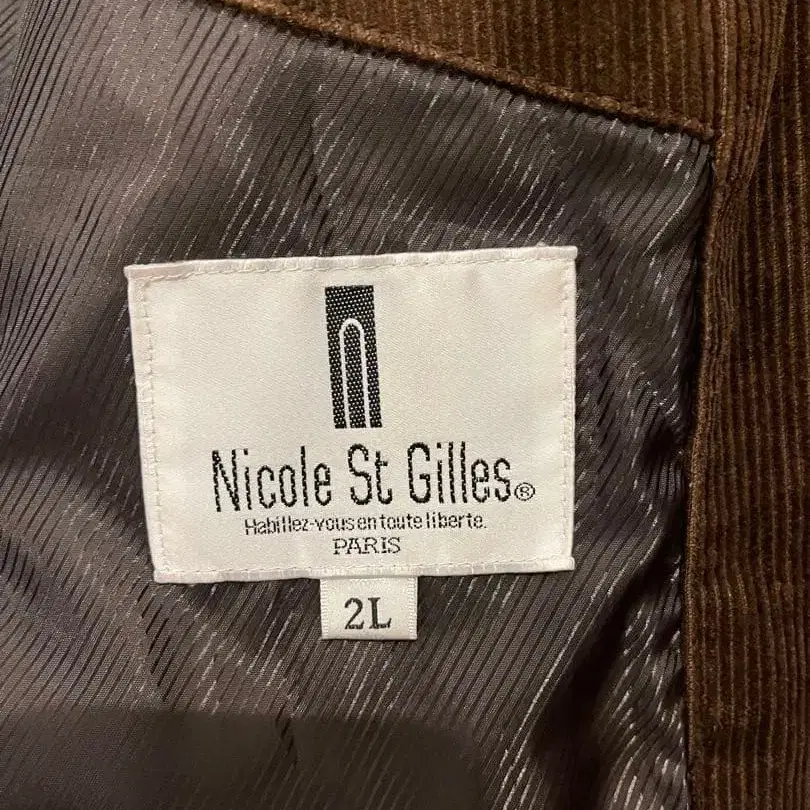 Nicole St Gilles®
Habillez-vous en toute liberte.
PARIS
2L